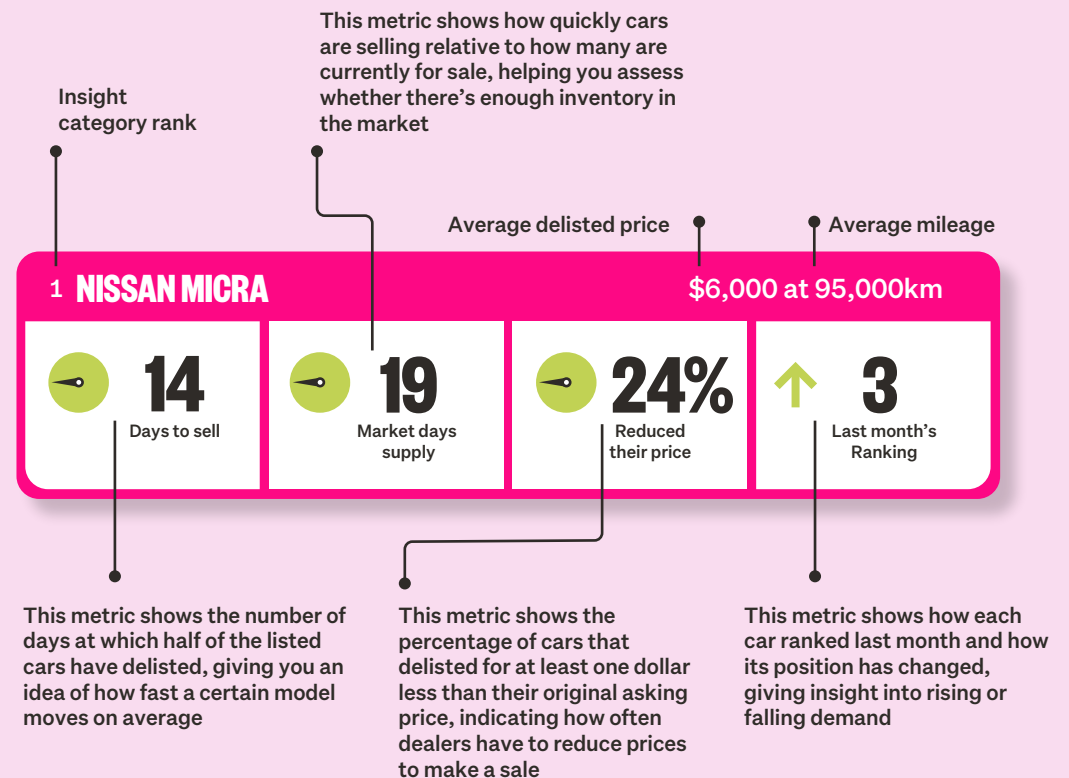 This metric shows how quickly cars
are selling relative to how many are
currently for sale, helping you assess
whether there’s enough inventory in
the market
Insight
category rank
Average delisted price
Average mileage
1 NISSAN MICRA
$6,000 at 95,000km
14
Days to sell
19
Market days
supply
24%
Reduced
their price
3
Last month’s
Ranking
This metric shows the number of
days at which half of the listed
cars have delisted, giving you an
idea of how fast a certain model
moves on average
This metric shows the
percentage of cars that
delisted for at least one dollar
less than their original asking
price, indicating how often
dealers have to reduce prices
to make a sale
This metric shows how each
car ranked last month and how
its position has changed,
giving insight into rising or
falling demand